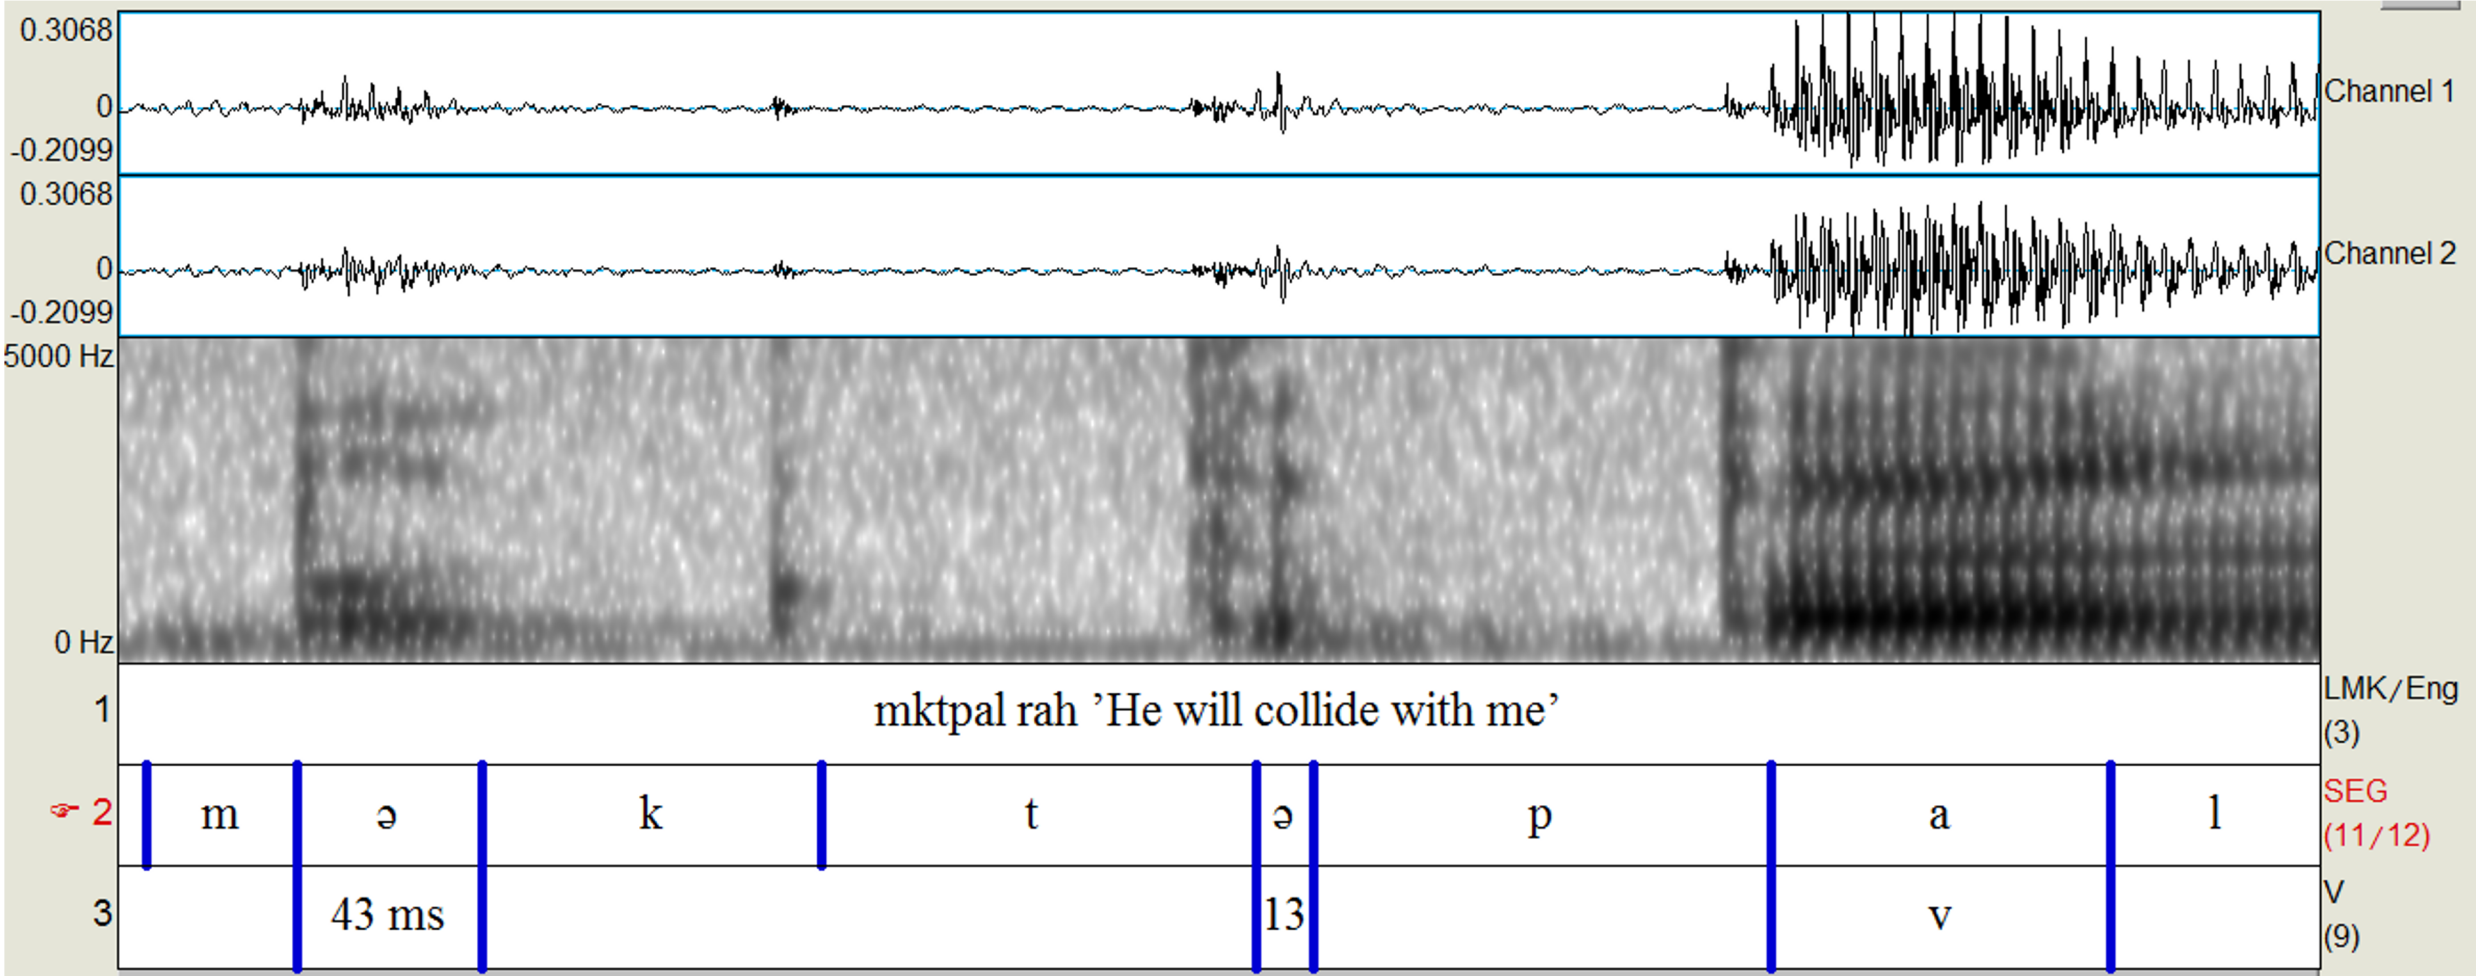 0.3068
0
-0.2099
Channel 1
0.3068
0
-0.2099
Channel 2
5000 Hz
0 Hz
1 mktpal rah ’He will collide with me’ LMK/Eng
(3)
☞ 2 m ə k t ə p a l SEG
(11/12)
3 43 ms 13 v V
(9)